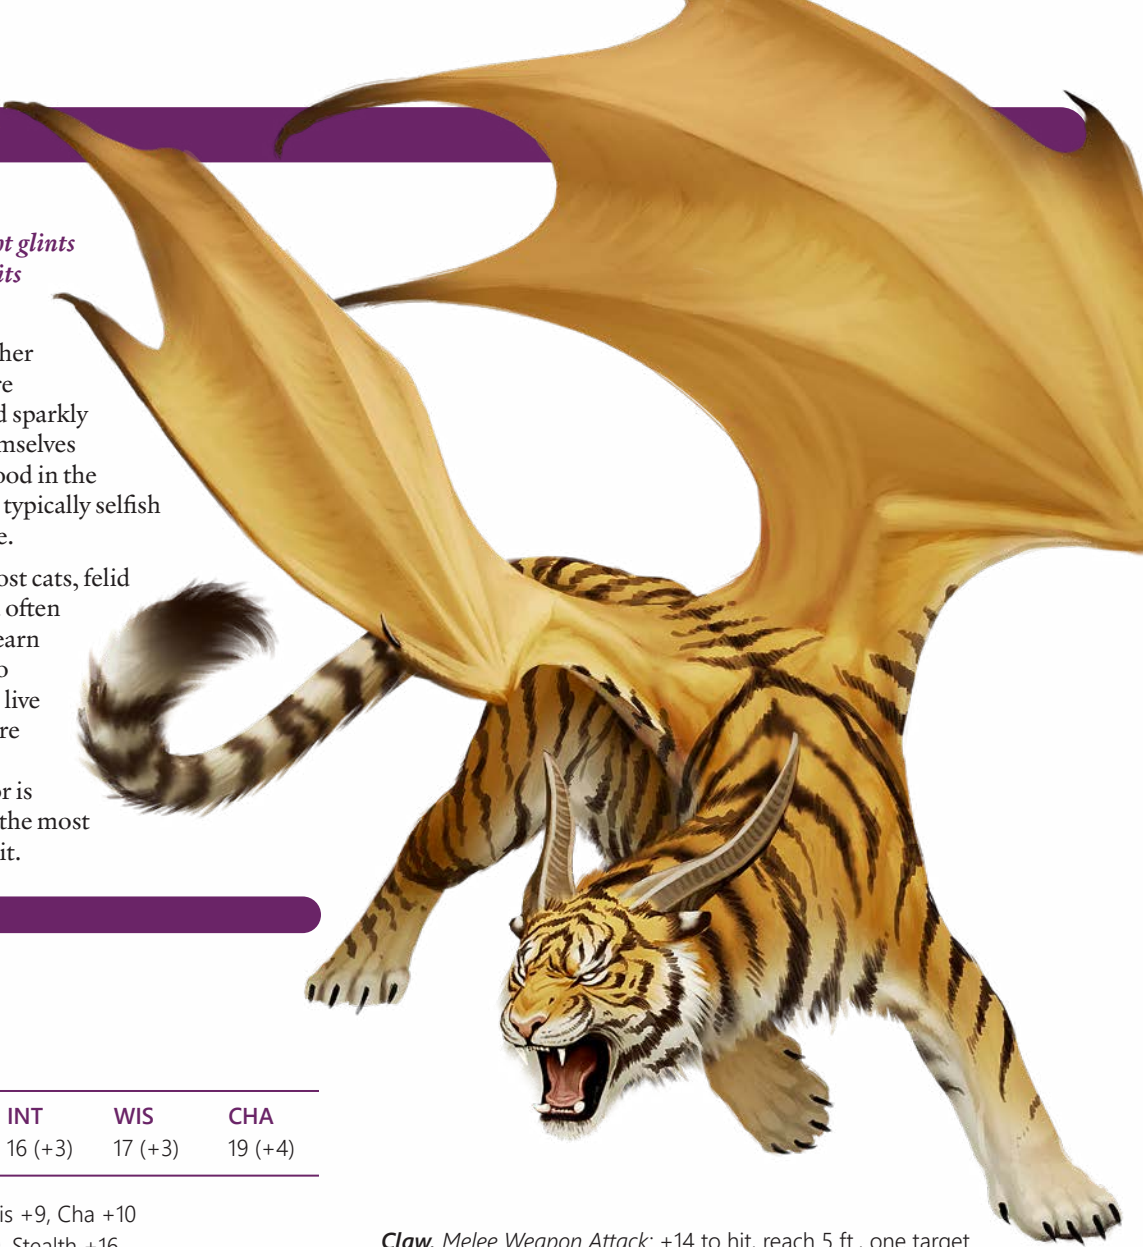 glints
its
her
re
d sparkly
mselves
ood in the
typically selfish
e.
ost cats, felid
often
earn
o
live
re
or is
the most
it.
INT WIS CHA
16 (+3) 17 (+3) 19 (+4)
is +9, Cha +10
Stealth +16
Claw. Melee Weapon Attack: +14 to hit, reach 5 ft., one target